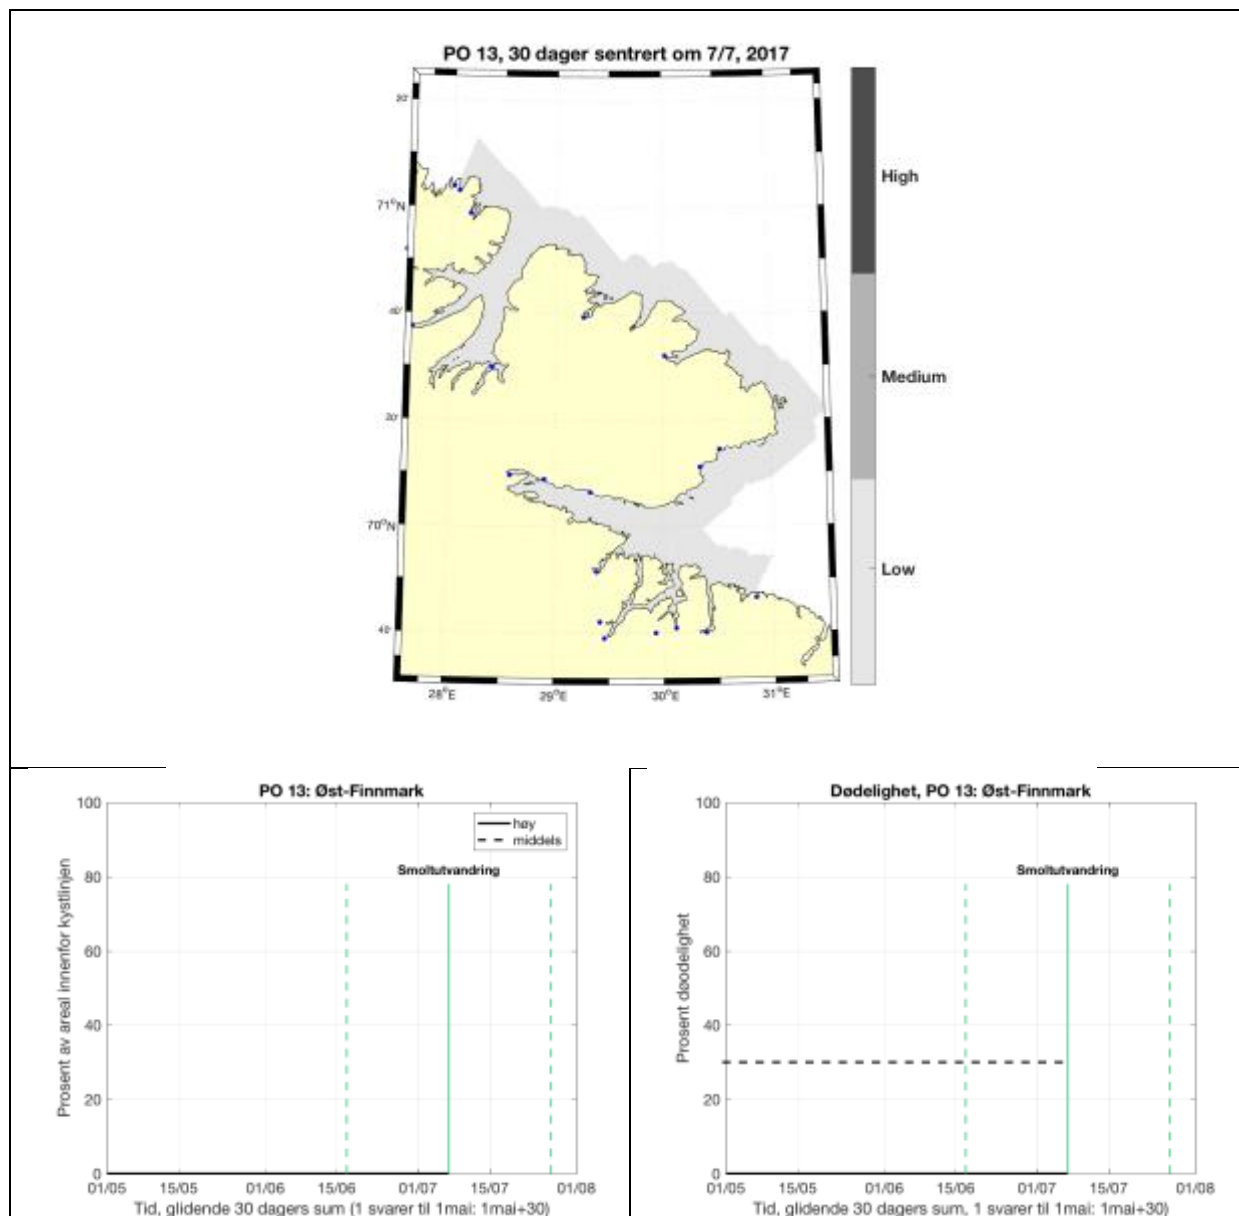 PO 13, 30 dager sentrert om 7/7, 2017
20'
71°N
40'
20'
70°N
40'
28°E 29°E 30°E 31°E
High
Medium
Low
PO 13: Øst-Finnmark
høy
middels
Smoltutvandring
Prosent av areal innenfor kystlinjen
100
80
60
40
20
0
01/05 15/05 01/06 15/06 01/07 15/07 01/08
Tid, glidende 30 dagers sum (1 svarer til 1mai: 1mai+30)
Dødelighet, PO 13: Øst-Finnmark
Smoltutvandring
Prosent døodelighet
100
80
60
40
20
0
01/05 15/05 01/06 15/06 01/07 15/07 01/08
Tid, glidende 30 dagers sum, 1 svarer til 1mai: 1mai+30)